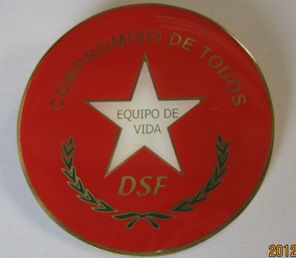 COMPROMISO DE TODOS
EQUIPO DE
VIDA
DSF
2012